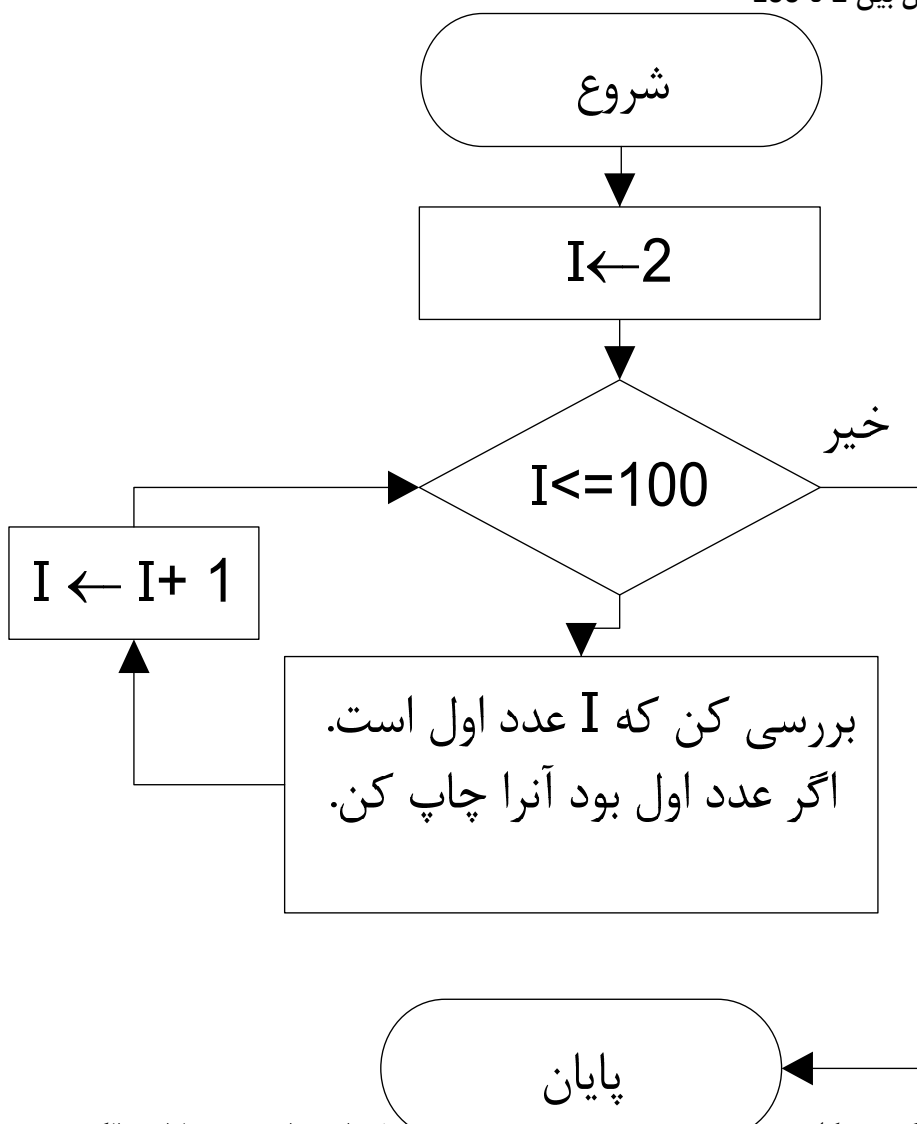 شروع
I←2
خیر
I<=100
I ← I+ 1
بررسی کن که I عدد اول است.
اگر عدد اول بود آنرا چاپ کن.
پایان